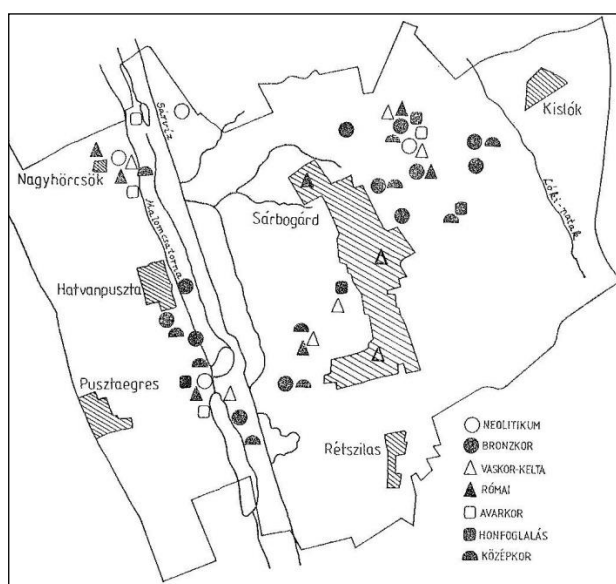 Kislók
Sárvíz
Nagyhörcsök
Malomcsatorna
Sárbogárd
Lóki-patak
Hatvanpuszta
Pusztaegres
Rétszilas
NEOLITIKUM
BRONZKOR
VASKOR-KELTA
RÓMAI
AVARKOR
HONFOGLALÁS
KÖZÉPKOR